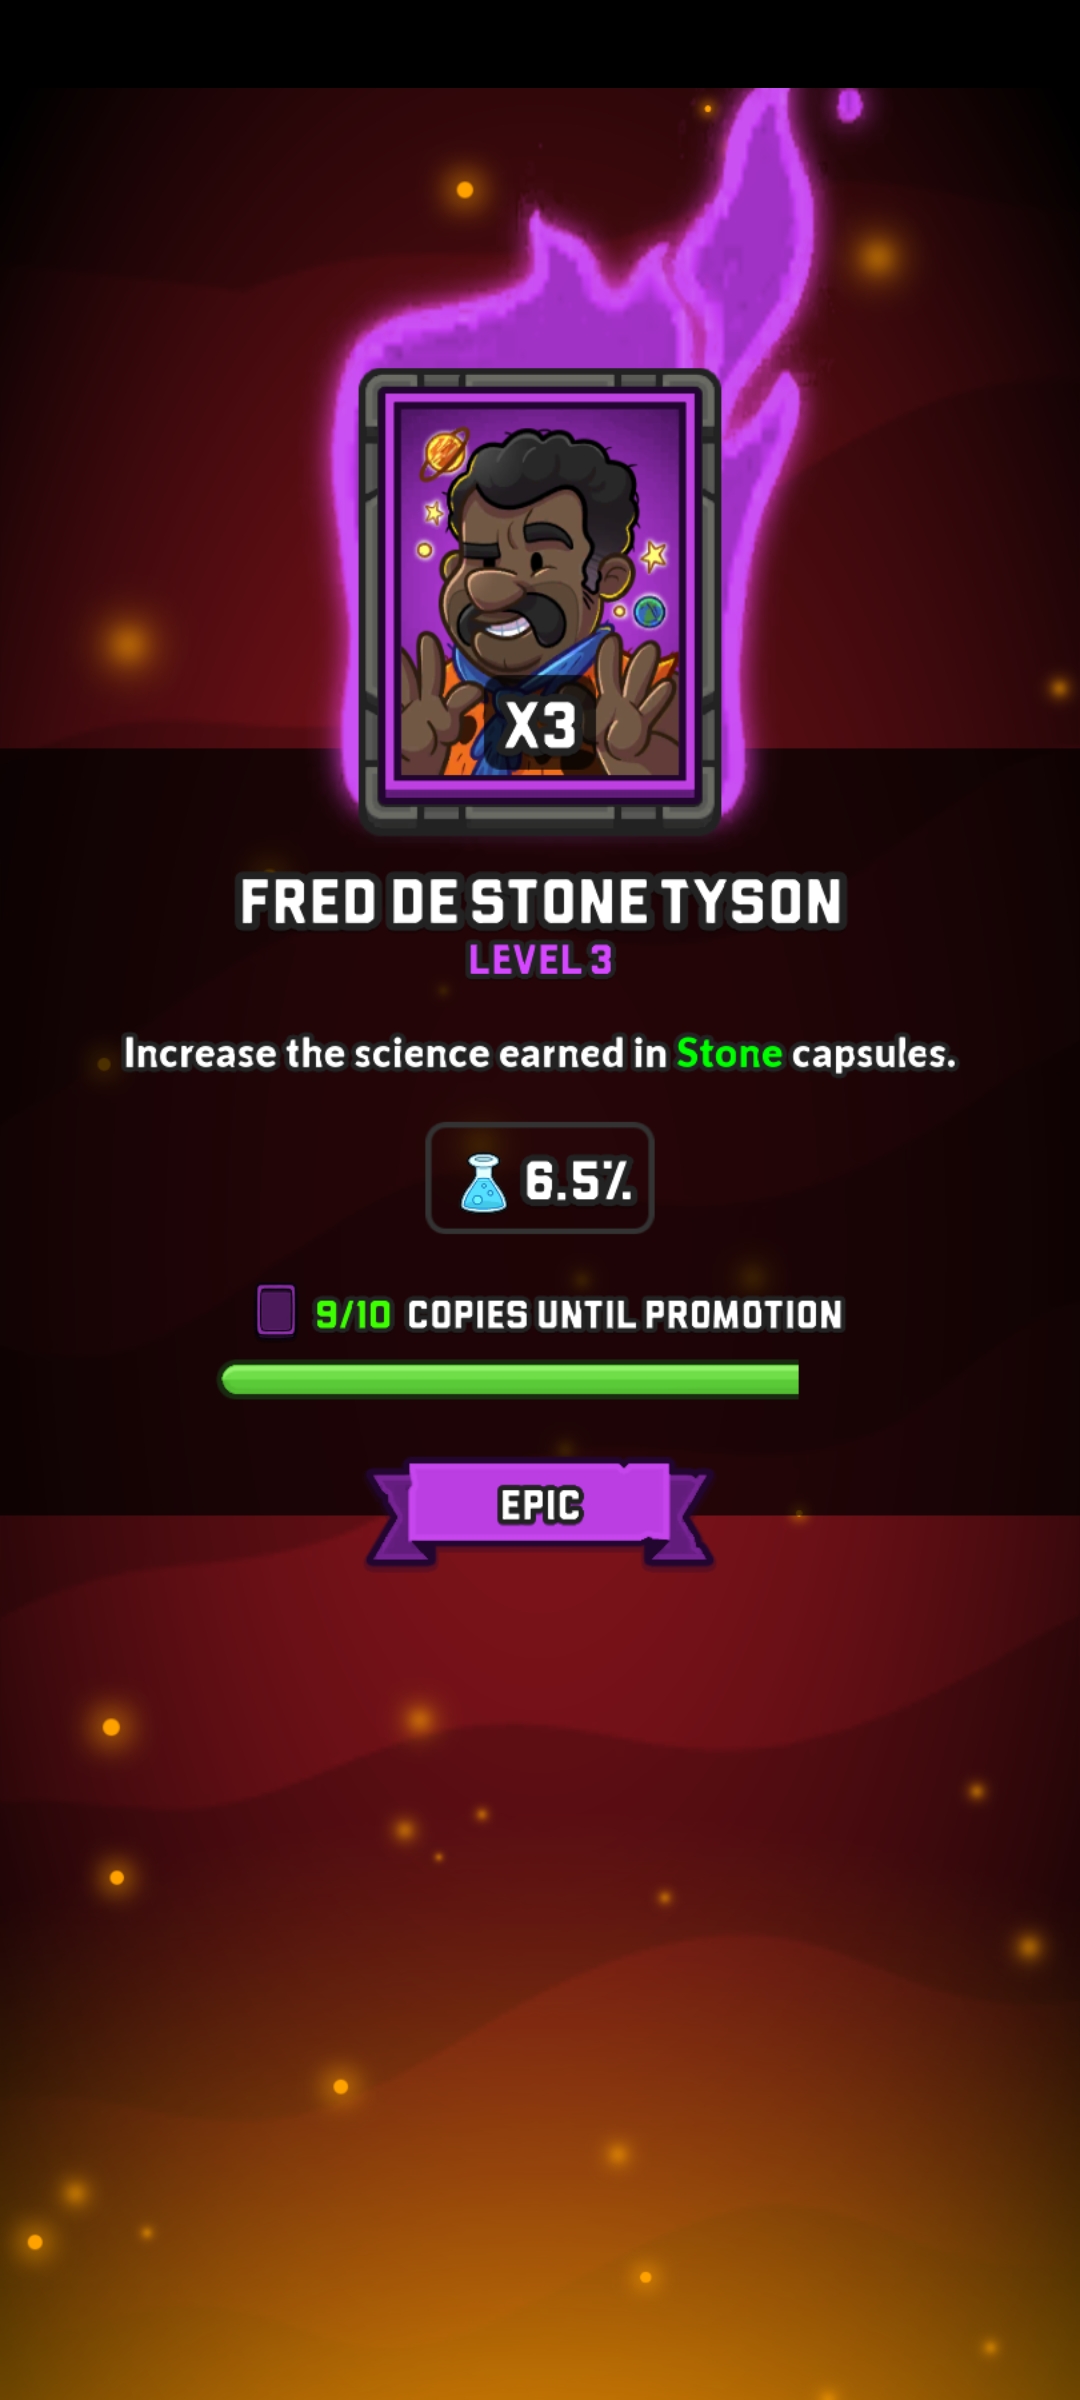 X3
FRED DE STONE TYSON
LEVEL 3
Increase the science earned in Stone capsules.
6.5%
9/10 COPIES UNTIL PROMOTION
EPIC